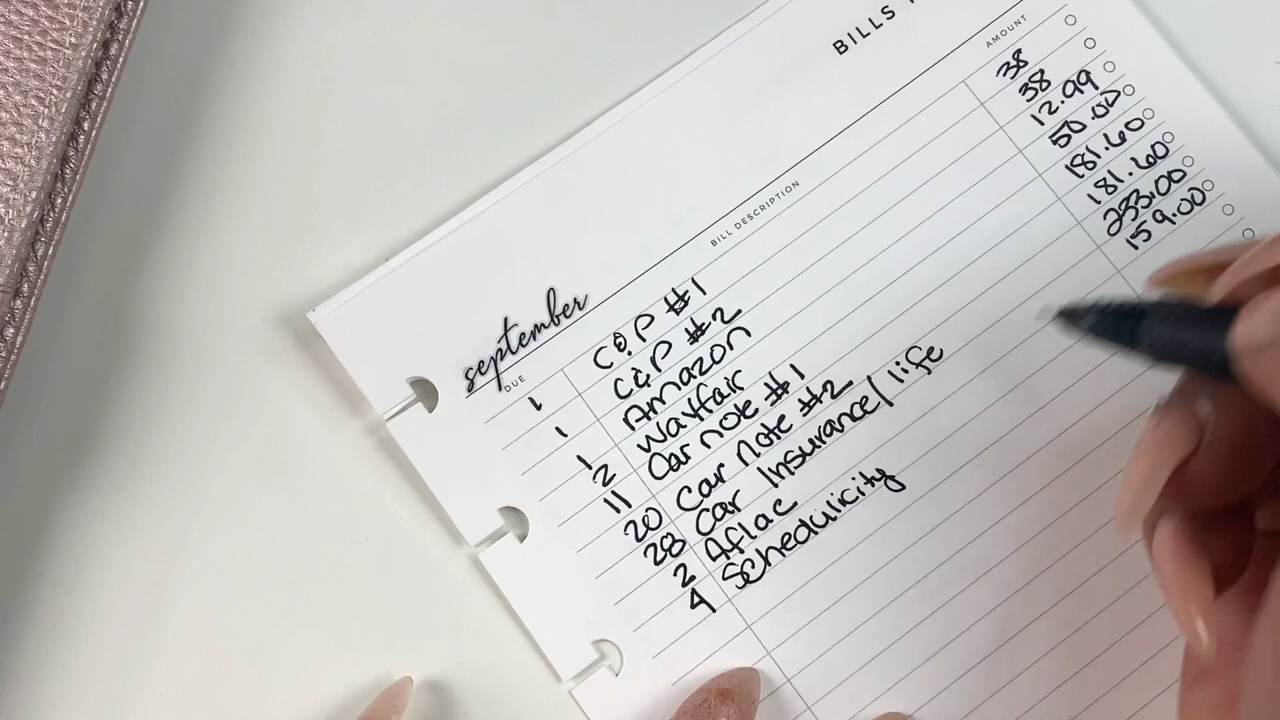 BILLS
september
DUE BILL DESCRIPTION AMOUNT
1 C&P #1 38
1 C&P #2 38
1 Amazon 12.99
2 Wayfair 50.00
11 Car note #1 181.60
20 Car note #2 181.60
28 Car Insurance/life
2 Aflac 159.00
4 Schedulicity